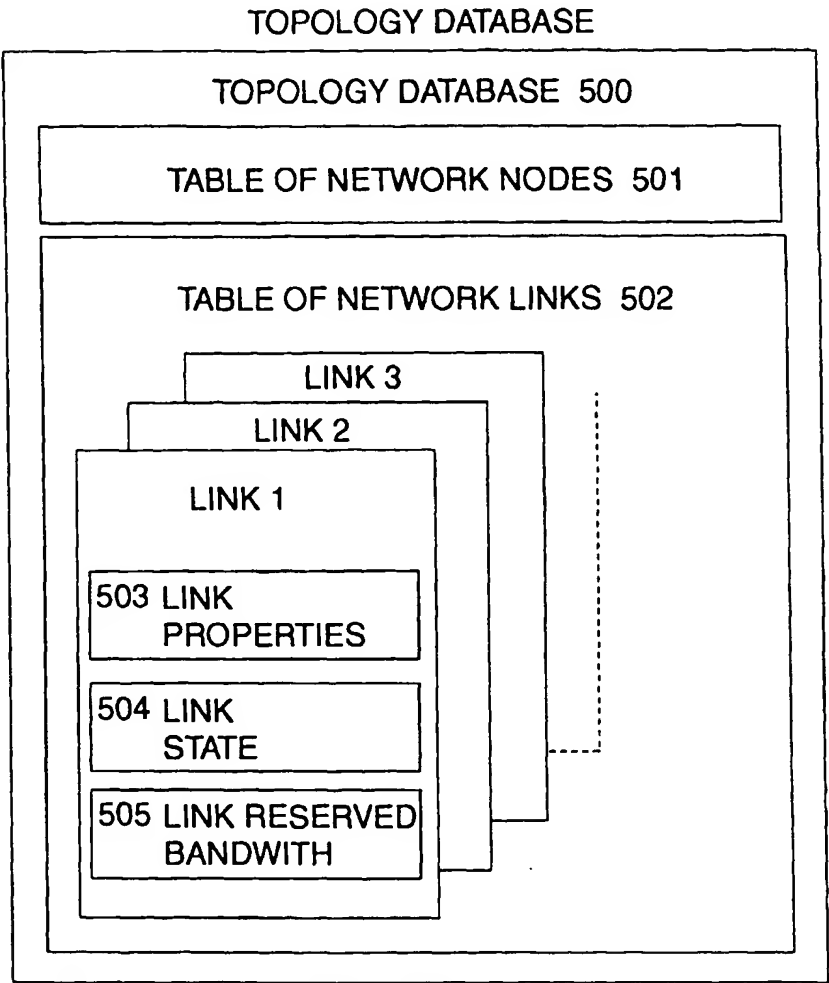 TOPOLOGY DATABASE
TOPOLOGY DATABASE 500
TABLE OF NETWORK NODES 501
TABLE OF NETWORK LINKS 502
LINK 3
LINK 2
LINK 1
503 LINK
PROPERTIES
504 LINK
STATE
505 LINK RESERVED
BANDWITH